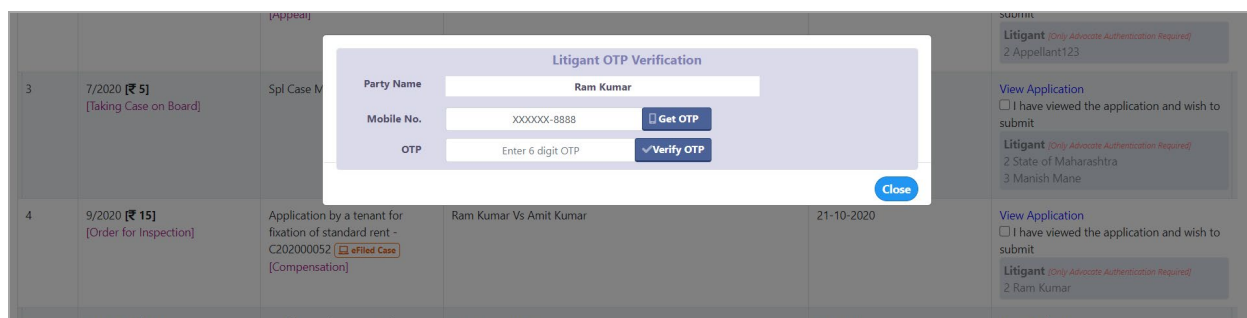 [Appeal]
submit
Litigant [Only Advocate Authentication Required]
2 Appellant123
Litigant OTP Verification
Party Name
Ram Kumar
Mobile No.
XXXXXX-8888
Get OTP
OTP
Enter 6 digit OTP
Verify OTP
Close
3
7/2020 [₹ 5]
[Taking Case on Board]
Spl Case M
View Application
I have viewed the application and wish to
submit
Litigant [Only Advocate Authentication Required]
2 State of Maharashtra
3 Manish Mane
4
9/2020 [₹ 15]
[Order for Inspection]
Application by a tenant for
fixation of standard rent -
C202000052 eFiled Case
[Compensation]
Ram Kumar Vs Amit Kumar
21-10-2020
View Application
I have viewed the application and wish to
submit
Litigant [Only Advocate Authentication Required]
2 Ram Kumar